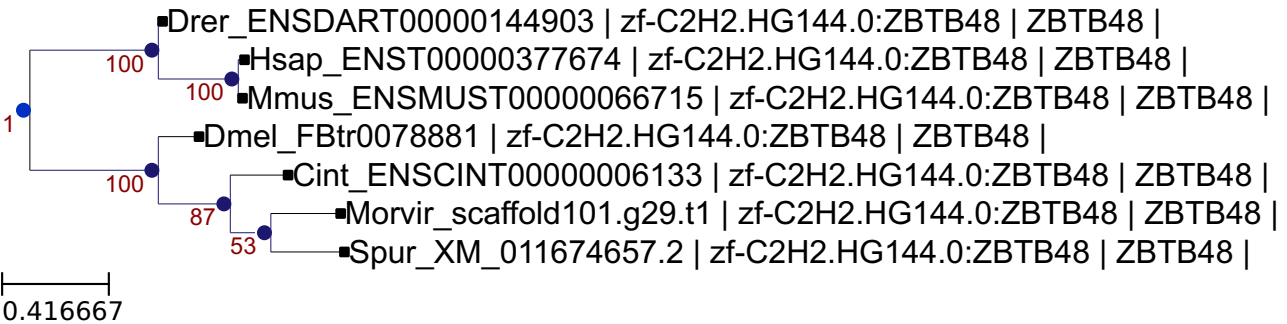 Drer_ENSDART00000144903 | zf-C2H2.HG144.0:ZBTB48 | ZBTB48 |
100
Hsap_ENST00000377674 | zf-C2H2.HG144.0:ZBTB48 | ZBTB48 |
100
Mmus_ENSMUST00000066715 | zf-C2H2.HG144.0:ZBTB48 | ZBTB48 |
1
Dmel_FBtr0078881 | zf-C2H2.HG144.0:ZBTB48 | ZBTB48 |
100
Cint_ENSCINT00000006133 | zf-C2H2.HG144.0:ZBTB48 | ZBTB48 |
87
Morvir_scaffold101.g29.t1 | zf-C2H2.HG144.0:ZBTB48 | ZBTB48 |
53
Spur_XM_011674657.2 | zf-C2H2.HG144.0:ZBTB48 | ZBTB48 |
0.416667